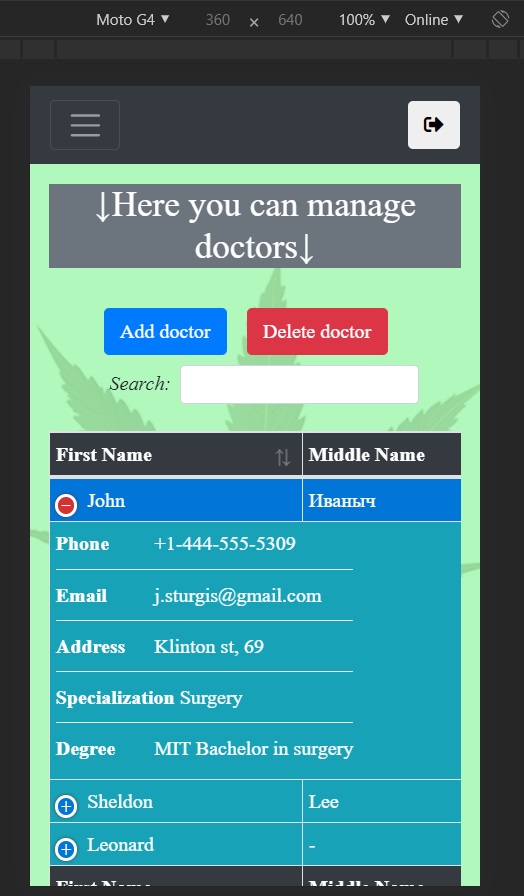 Moto G4 ▼ 360 × 640 100% ▼ Online ▼
↓Here you can manage
doctors↓
Add doctor Delete doctor
Search:
First Name Middle Name
John Иваныч
Phone +1-444-555-5309
Email j.sturgis@gmail.com
Address Klinton st, 69
Specialization Surgery
Degree MIT Bachelor in surgery
Sheldon Lee
Leonard -
First Name Middle Name